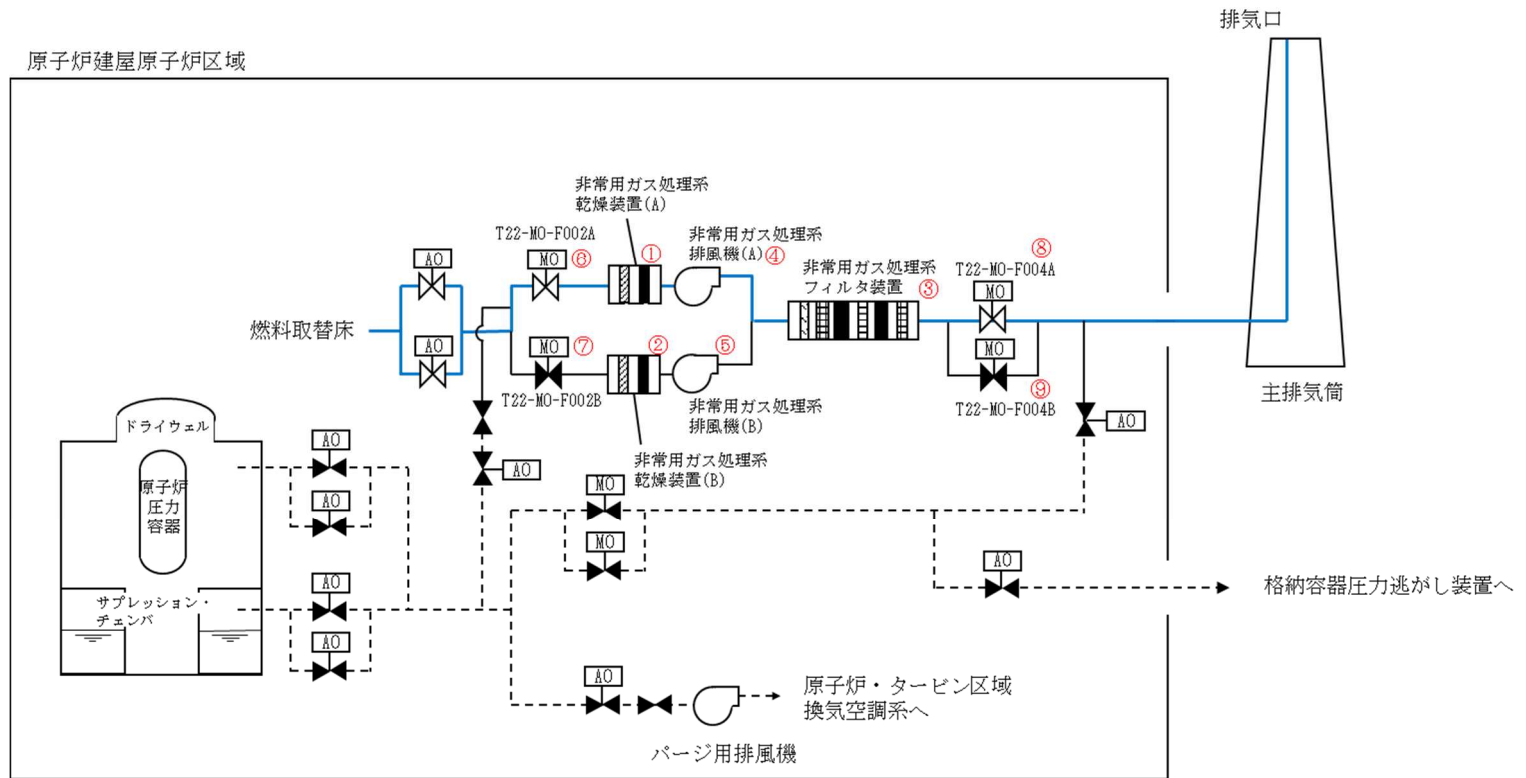 排気口
原子炉建屋原子炉区域
非常用ガス処理系
乾燥装置(A)
T22-MO-F002A
AO
MO
⑥
①
非常用ガス処理系
排風機(A)
④
非常用ガス処理系
フィルタ装置
③
⑧
T22-MO-F004A
MO
燃料取替床
AO
MO
⑦
②
⑤
MO
⑨
T22-MO-F002B
非常用ガス処理系
排風機(B)
T22-MO-F004B
主排気筒
非常用ガス処理系
乾燥装置(B)
ドライウェル
AO
AO
AO
原子炉
圧力
容器
AO
MO
MO
AO
サプレッション・
チェンバ
AO
AO
格納容器圧力逃がし装置へ
AO
原子炉・タービン区域
換気空調系へ
パージ用排風機